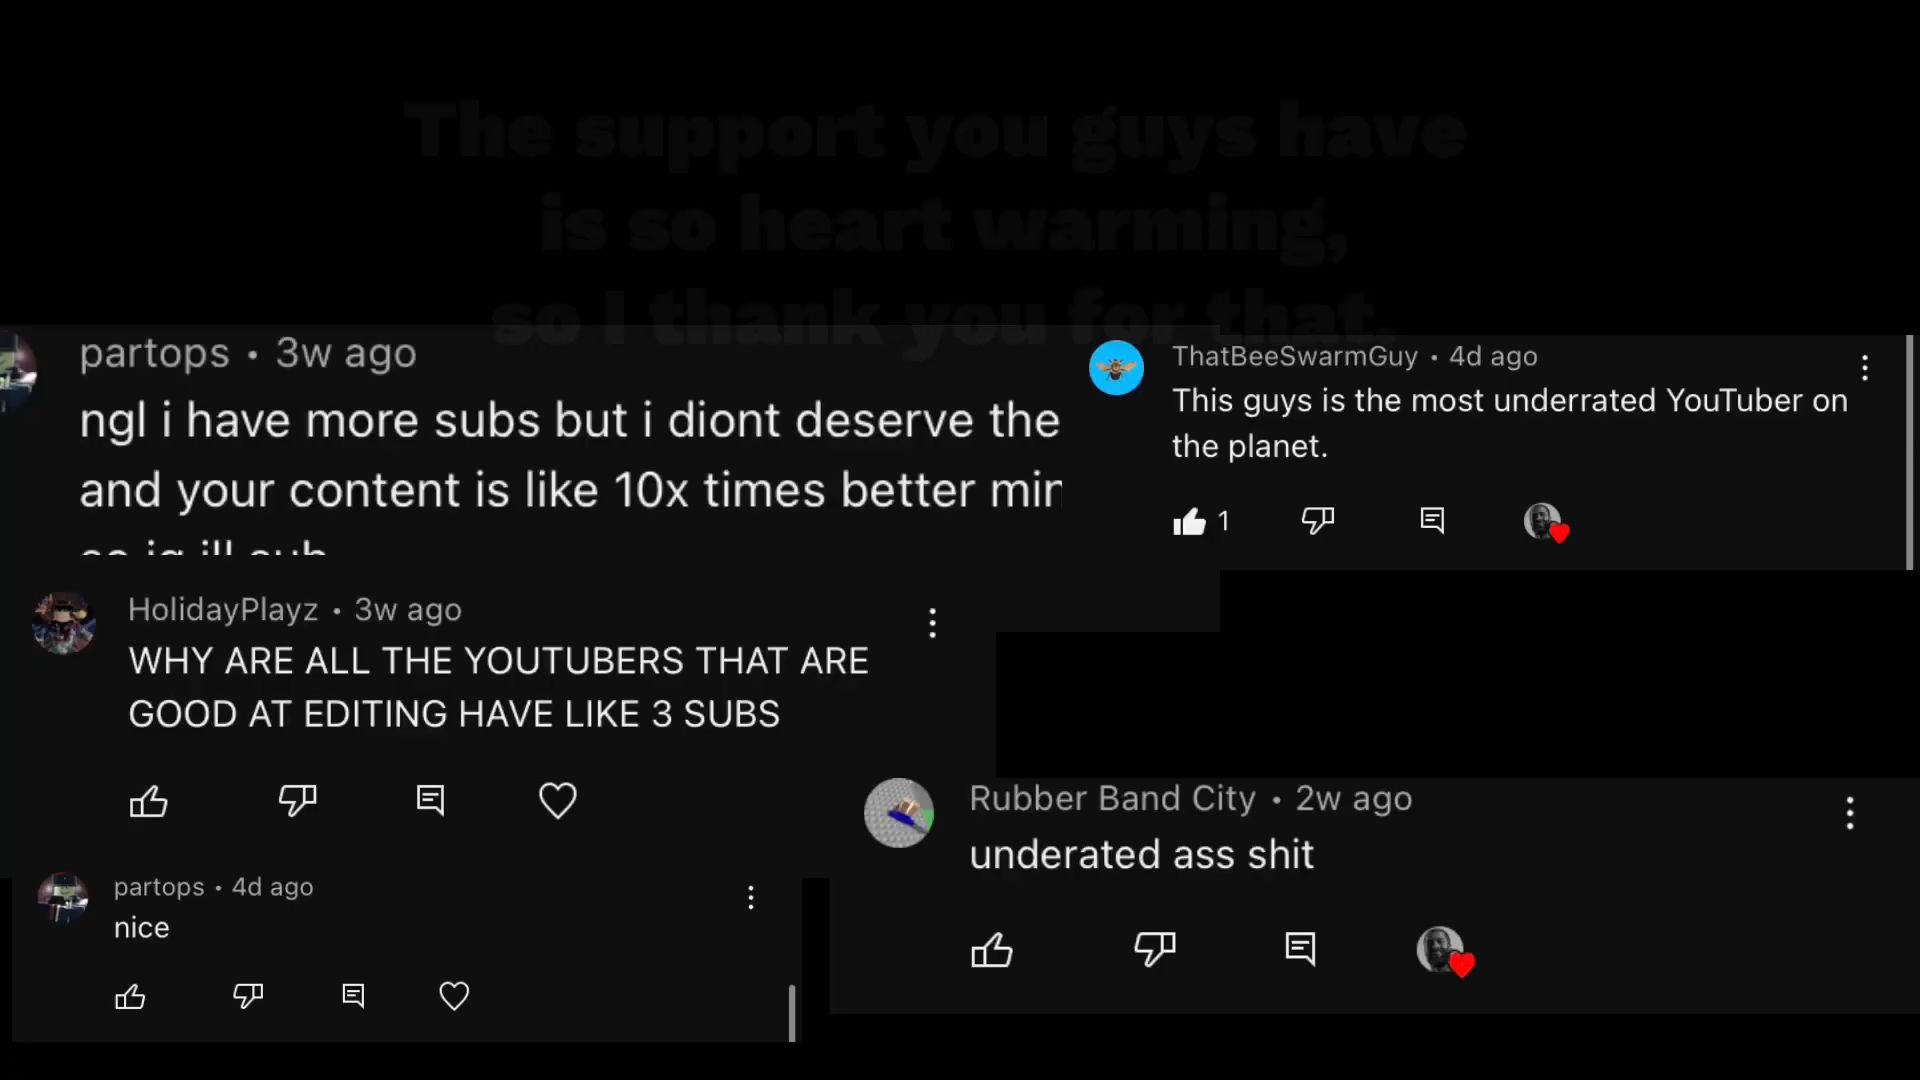 The support you guys have
is so heart warming,
so I thank you for that.
partops • 3w ago
ngl i have more subs but i diont deserve the
and your content is like 10x times better
so ig ill sub
ThatBeeSwarmGuy • 4d ago
This guys is the most underrated YouTuber on
the planet.
1
HolidayPlayz • 3w ago
WHY ARE ALL THE YOUTUBERS THAT ARE
GOOD AT EDITING HAVE LIKE 3 SUBS
Rubber Band City • 2w ago
underated ass shit
partops • 4d ago
nice